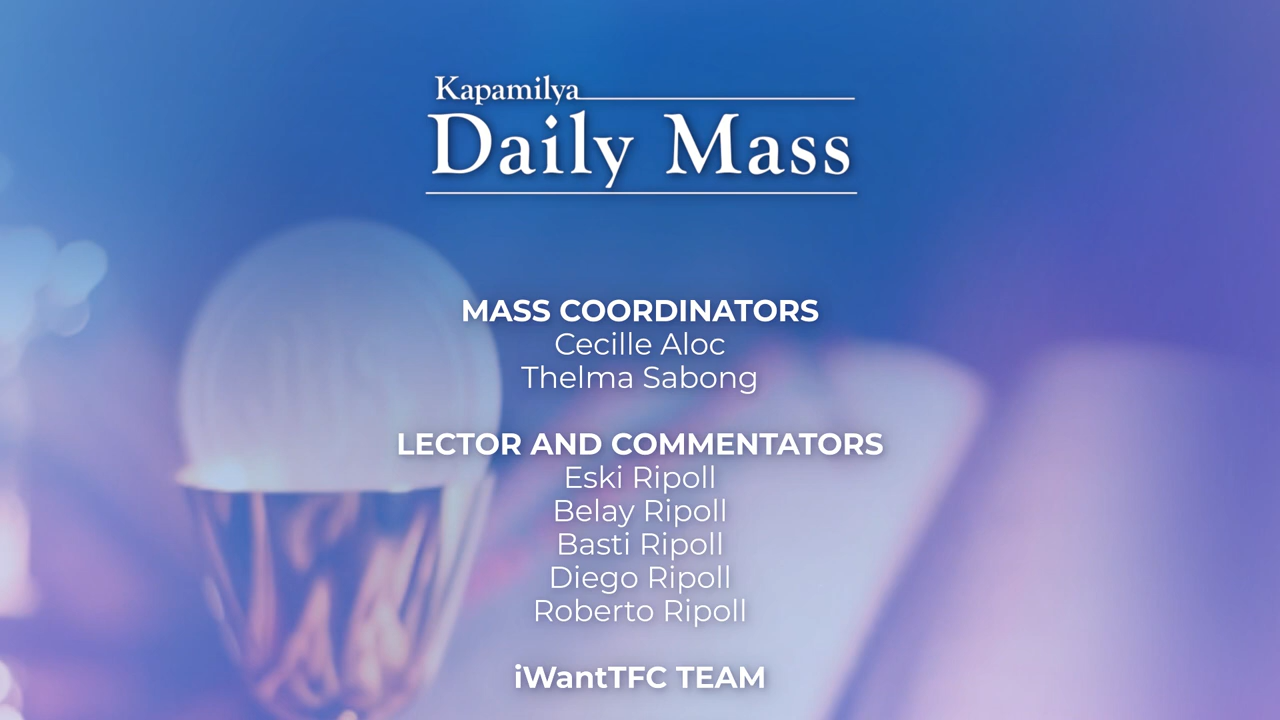 Kapamilya
Daily Mass
MASS COORDINATORS
Cecille Aloc
Thelma Sabong
LECTOR AND COMMENTATORS
Eski Ripoll
Belay Ripoll
Basti Ripoll
Diego Ripoll
Roberto Ripoll
iWantTFC TEAM